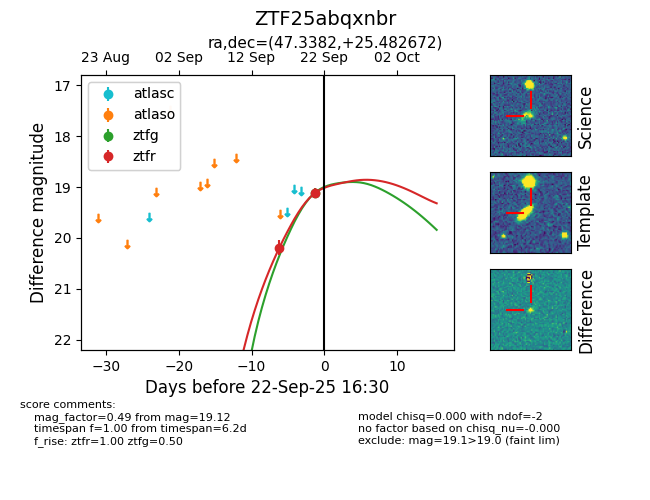 ZTF25abqxnbr
ra,dec=(47.3382,+25.482672)
23 Aug 02 Sep 12 Sep 22 Sep 02 Oct
atlasc
atlaso
ztfg
ztfr
17
18
19
20
21
22
Difference magnitude
−30 −20 −10 0 10
Days before 22-Sep-25 16:30
Science
Template
Difference
score comments:
mag_factor=0.49 from mag=19.12
timespan f=1.00 from timespan=6.2d
f_rise: ztfr=1.00 ztfg=0.50
model chisq=0.000 with ndof=-2
no factor based on chisq_nu=-0.000
exclude: mag=19.1>19.0 (faint lim)